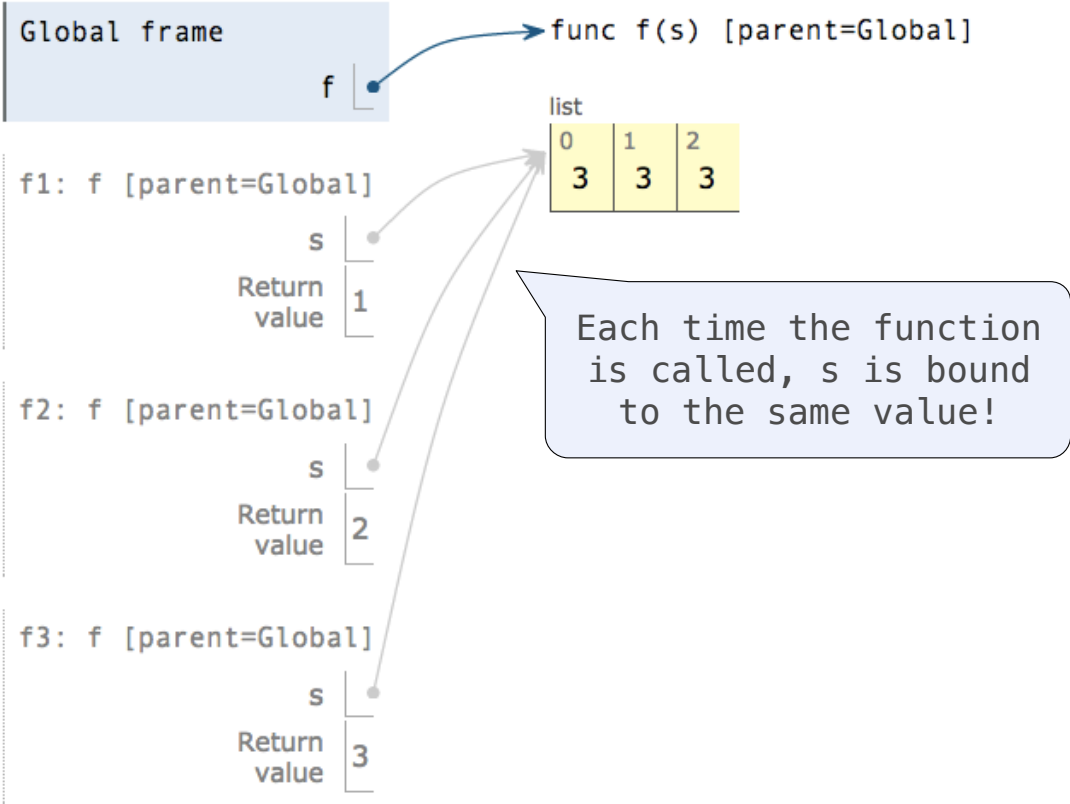 Global frame
func f(s) [parent=Global]
f
list
0 1 2
3 3 3
f1: f [parent=Global]
s
Return
value 1
Each time the function
is called, s is bound
to the same value!
f2: f [parent=Global]
s
Return
value 2
f3: f [parent=Global]
s
Return
value 3